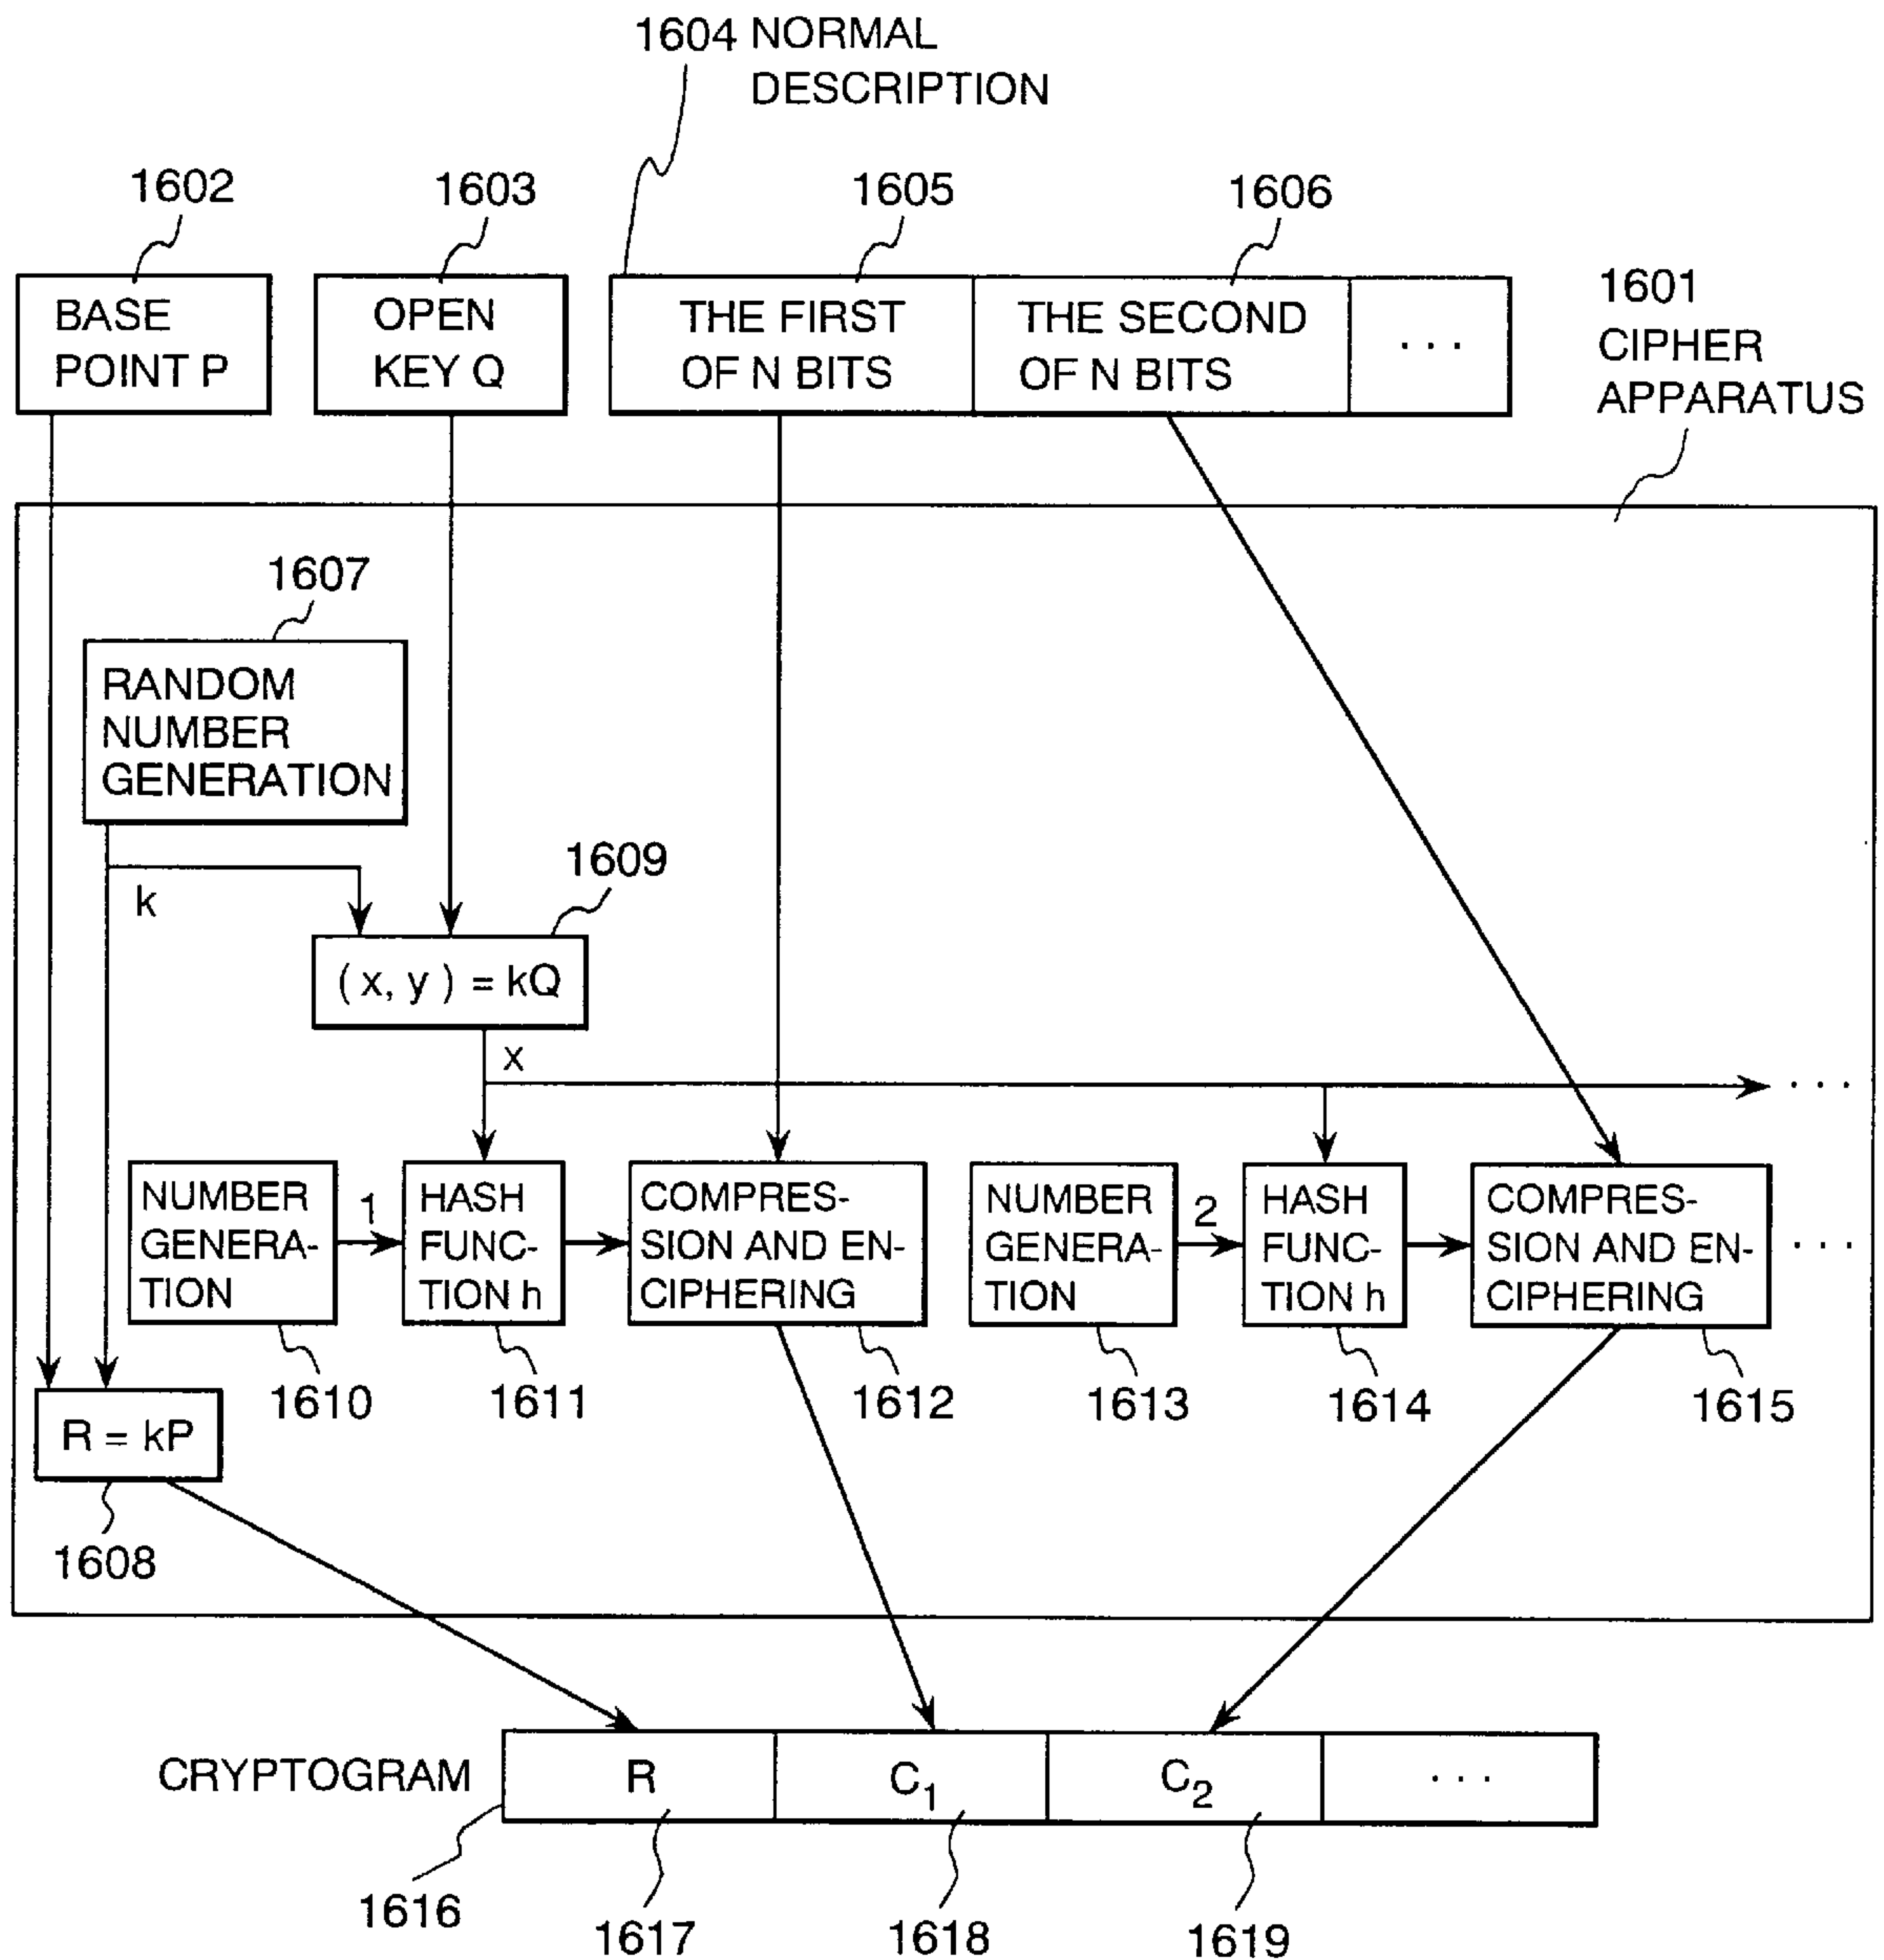 1604 NORMAL
DESCRIPTION
1602
1603
1605
1606
BASE
POINT P
OPEN
KEY Q
THE FIRST
OF N BITS
THE SECOND
OF N BITS
· · ·
1601
CIPHER
APPARATUS
1607
RANDOM
NUMBER
GENERATION
k
1609
( x, y ) = kQ
x
· · ·
NUMBER
GENERA-
TION
1
HASH
FUNC-
TION h
COMPRES-
SION AND EN-
CIPHERING
NUMBER
GENERA-
TION
2
HASH
FUNC-
TION h
COMPRES-
SION AND EN-
CIPHERING
· · ·
1610
1611
1612
1613
1614
1615
R = kP
1608
CRYPTOGRAM
R
C1
C2
· · ·
1616
1617
1618
1619